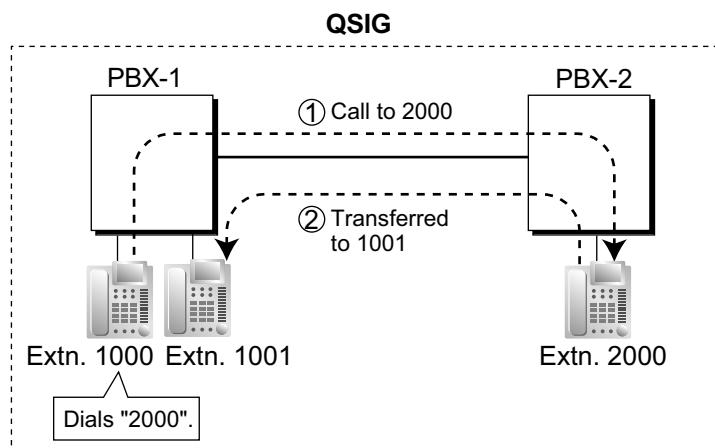 QSIG
PBX-1
PBX-2
① Call to 2000
② Transferred
to 1001
Extn. 1000
Extn. 1001
Extn. 2000
Dials "2000".